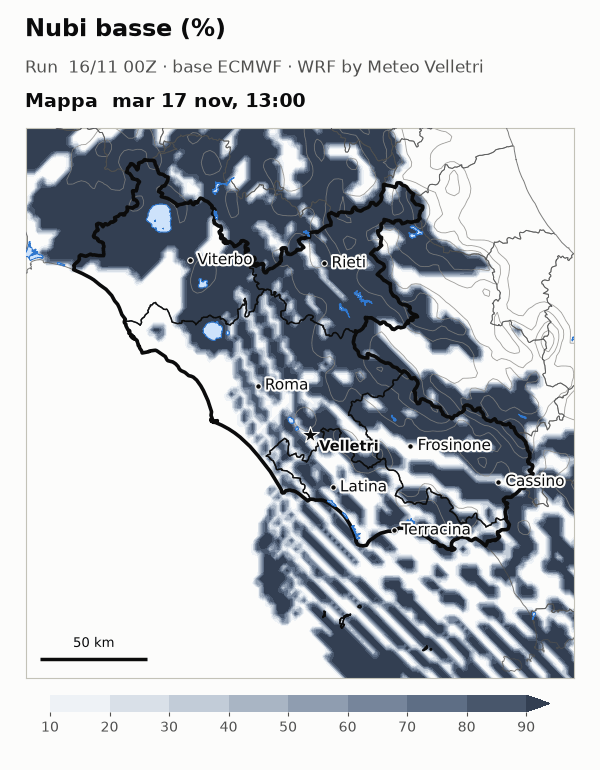 Nubi basse (%)
Run  16/11 00Z · base ECMWF · WRF by Meteo Velletri
Mappa  mar 17 nov, 13:00
Viterbo
Rieti
Roma
Velletri
Frosinone
Cassino
Latina
Terracina
50 km
10 20 30 40 50 60 70 80 90